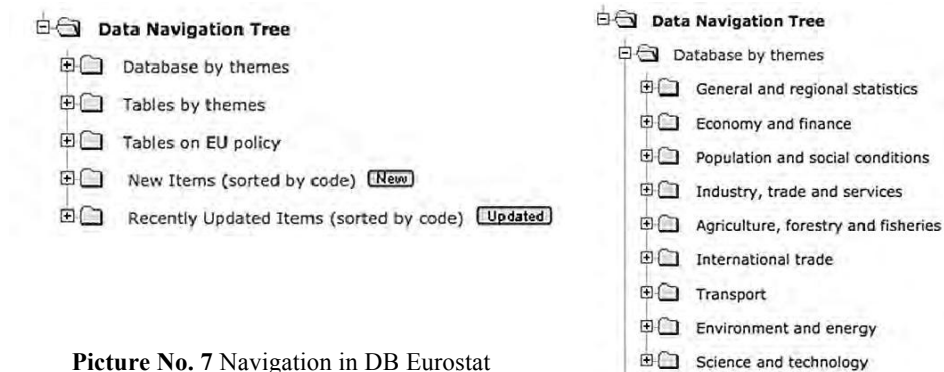 Data Navigation Tree
Database by themes
Tables by themes
Tables on EU policy
New Items (sorted by code) New
Recently Updated Items (sorted by code) Updated
Data Navigation Tree
Database by themes
General and regional statistics
Economy and finance
Population and social conditions
Industry, trade and services
Agriculture, forestry and fisheries
International trade
Transport
Environment and energy
Science and technology
Picture No. 7 Navigation in DB Eurostat